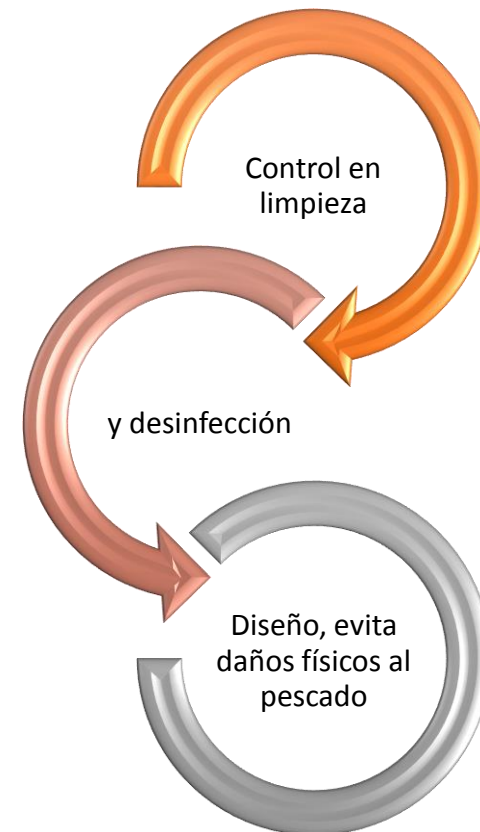 Control en
limpieza
y desinfección
Diseño, evita
daños físicos al
pescado